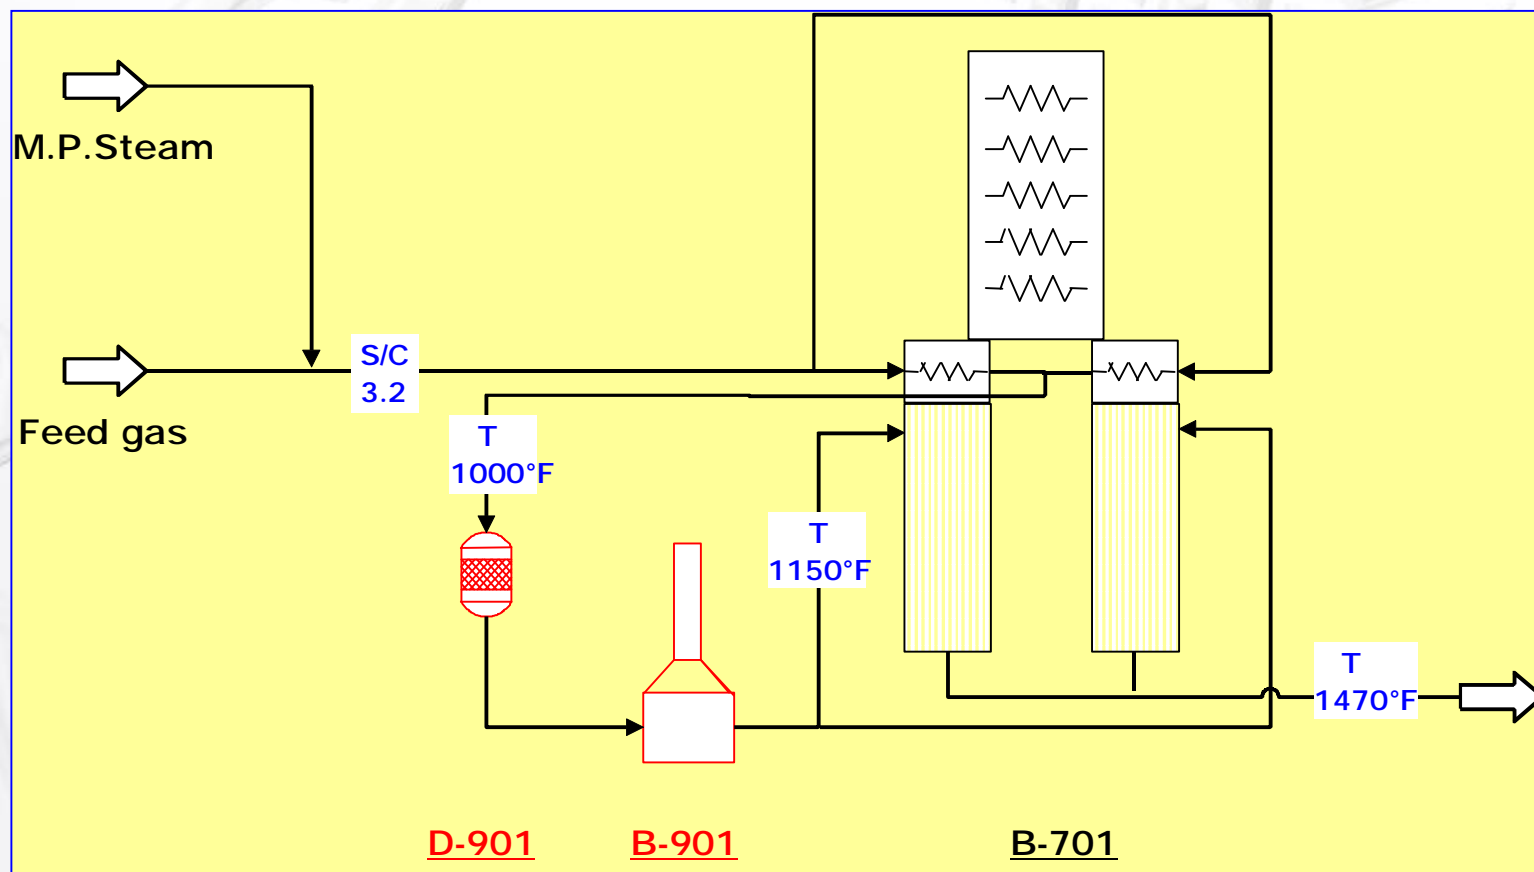 M.P.Steam
S/C
3.2
Feed gas
T
1000°F
T
1150°F
T
1470°F
D-901
B-901
B-701